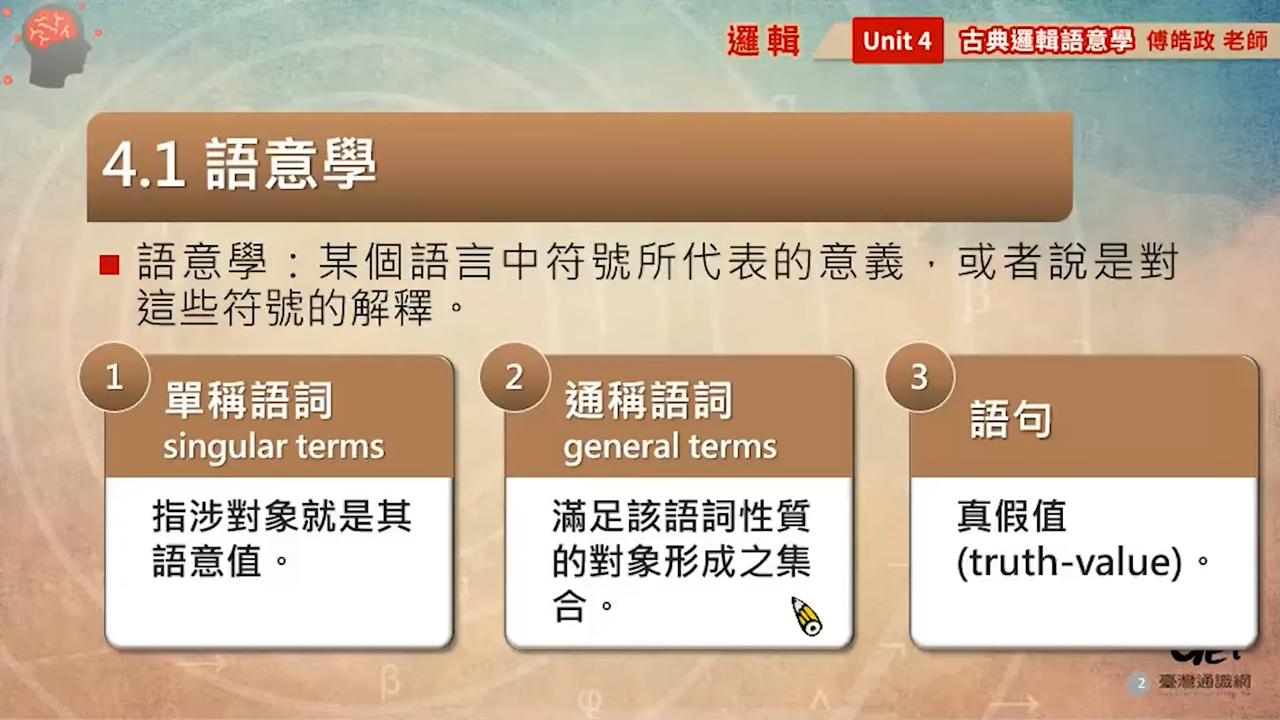 邏輯 Unit 4 古典邏輯語意學 傅皓政 老師
4.1 語意學
語意學：某個語言中符號所代表的意義，或者說是對
這些符號的解釋。
1
單稱語詞
singular terms
指涉對象就是其
語意值。
2
通稱語詞
general terms
滿足該語詞性質
的對象形成之集
合。
3
語句
真假值
(truth-value)。
2 臺灣通識網